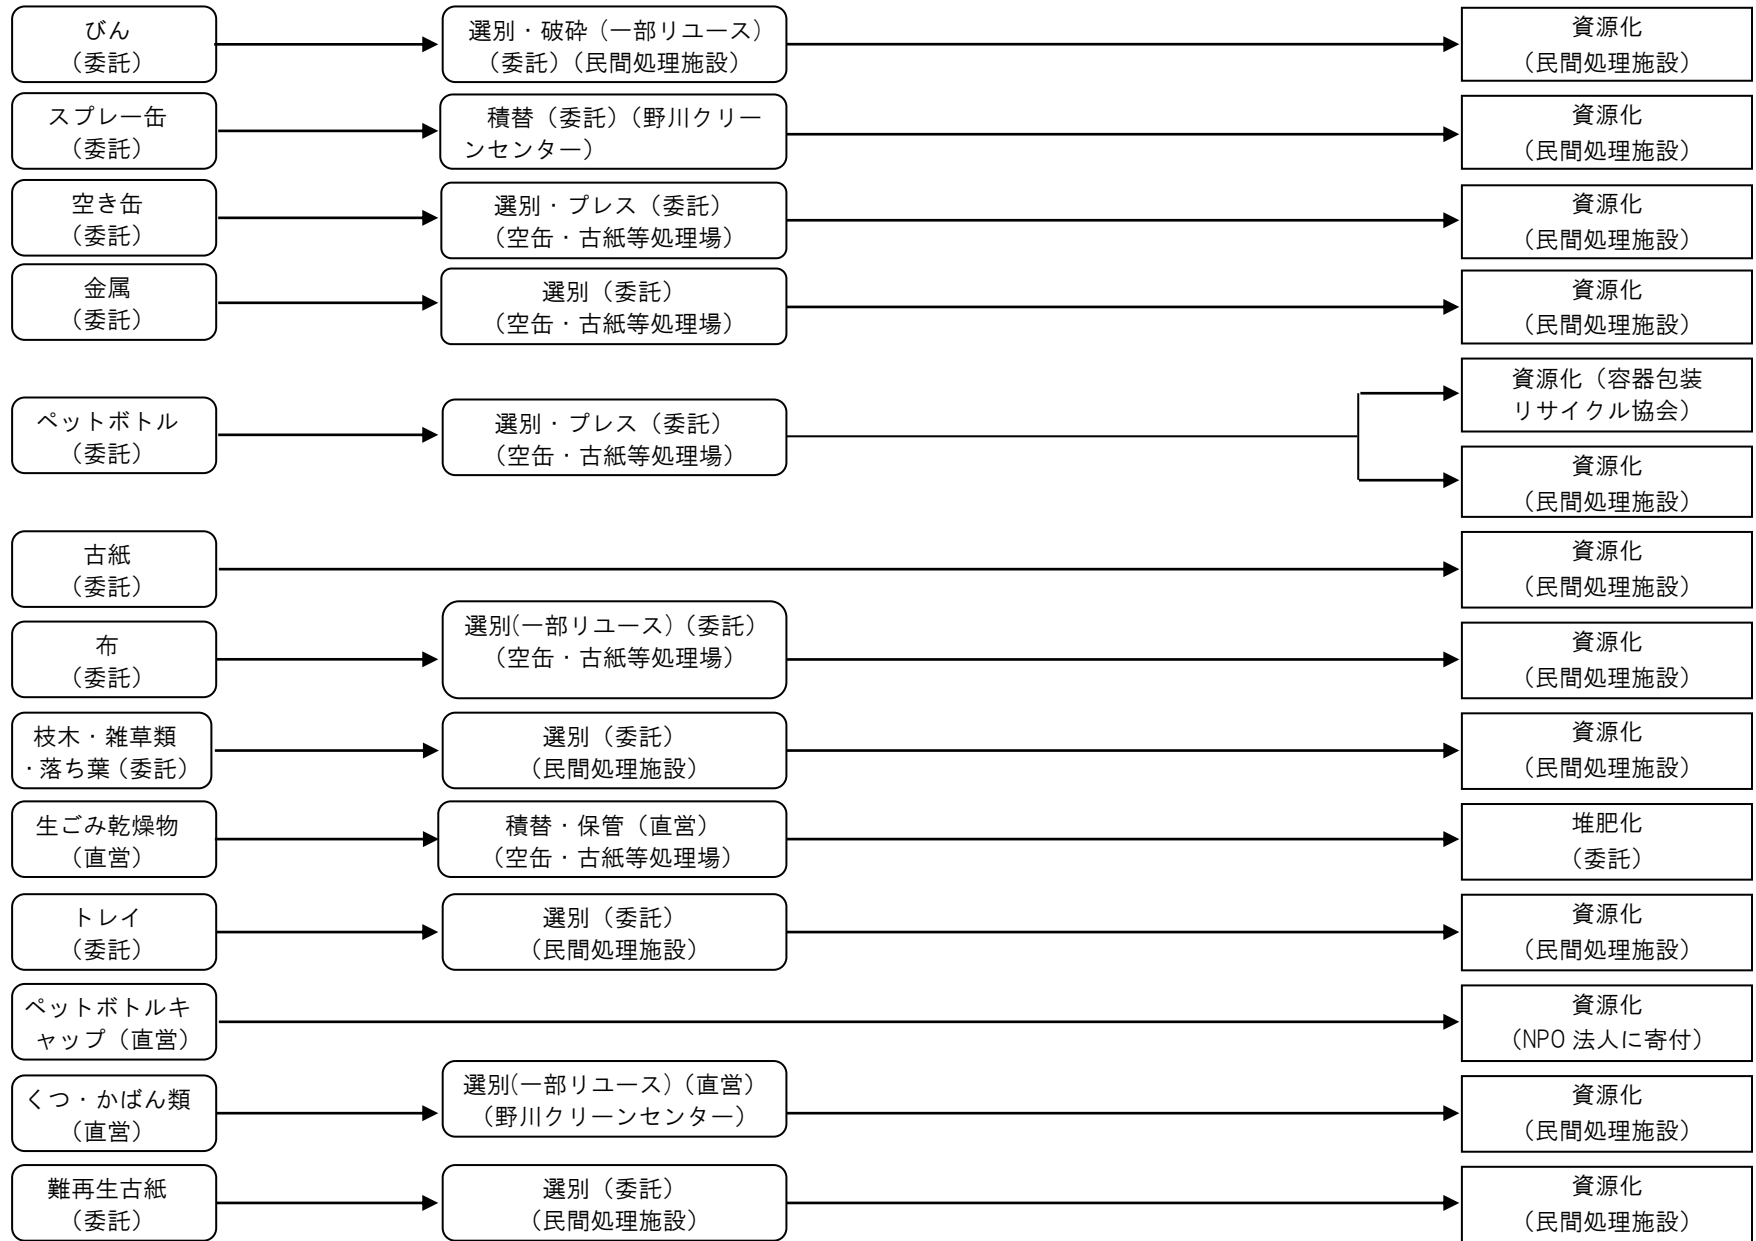 びん
（委託）
選別・破砕（一部リユース）
（委託）（民間処理施設）
資源化
（民間処理施設）
スプレー缶
（委託）
積替（委託）（野川クリー
ンセンター）
資源化
（民間処理施設）
空き缶
（委託）
選別・プレス（委託）
（空缶・古紙等処理場）
資源化
（民間処理施設）
金属
（委託）
選別（委託）
（空缶・古紙等処理場）
資源化
（民間処理施設）
ペットボトル
（委託）
選別・プレス（委託）
（空缶・古紙等処理場）
資源化（容器包装
リサイクル協会）
資源化
（民間処理施設）
古紙
（委託）
資源化
（民間処理施設）
布
（委託）
選別(一部リユース)（委託）
（空缶・古紙等処理場）
資源化
（民間処理施設）
枝木・雑草類
・落ち葉（委託）
選別（委託）
（民間処理施設）
資源化
（民間処理施設）
生ごみ乾燥物
（直営）
積替・保管（直営）
（空缶・古紙等処理場）
堆肥化
（委託）
トレイ
（委託）
選別（委託）
（民間処理施設）
資源化
（民間処理施設）
ペットボトルキ
ャップ（直営）
資源化
（NPO 法人に寄付）
くつ・かばん類
（直営）
選別(一部リユース)（直営）
（野川クリーンセンター）
資源化
（民間処理施設）
難再生古紙
（委託）
選別（委託）
（民間処理施設）
資源化
（民間処理施設）